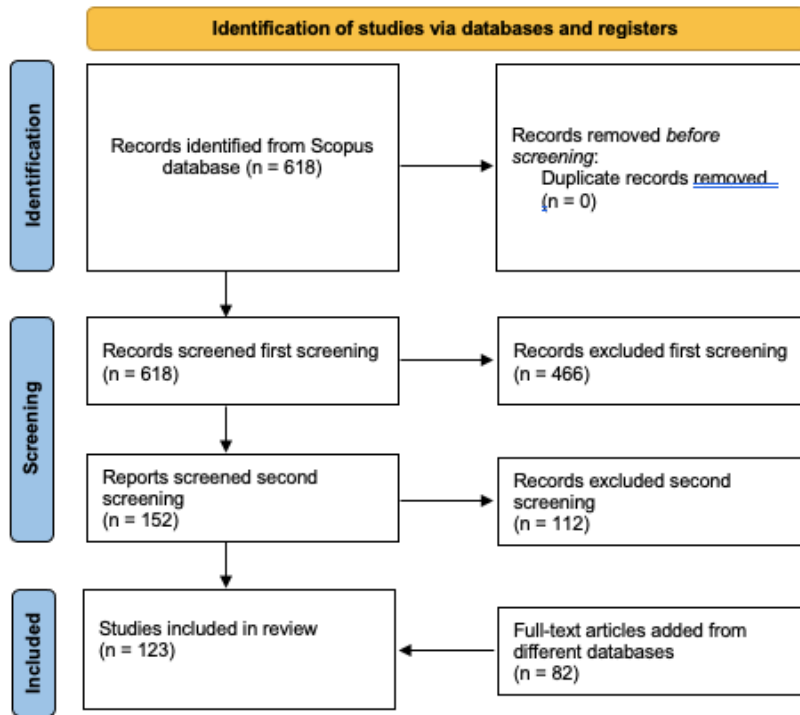 Identification of studies via databases and registers
Identification
Records identified from Scopus
database (n = 618)
Records removed before
screening:
Duplicate records removed
(n = 0)
Screening
Records screened first screening
(n = 618)
Records excluded first screening
(n = 466)
Reports screened second
screening
(n = 152)
Records excluded second
screening
(n = 112)
Included
Studies included in review
(n = 123)
Full-text articles added from
different databases
(n = 82)